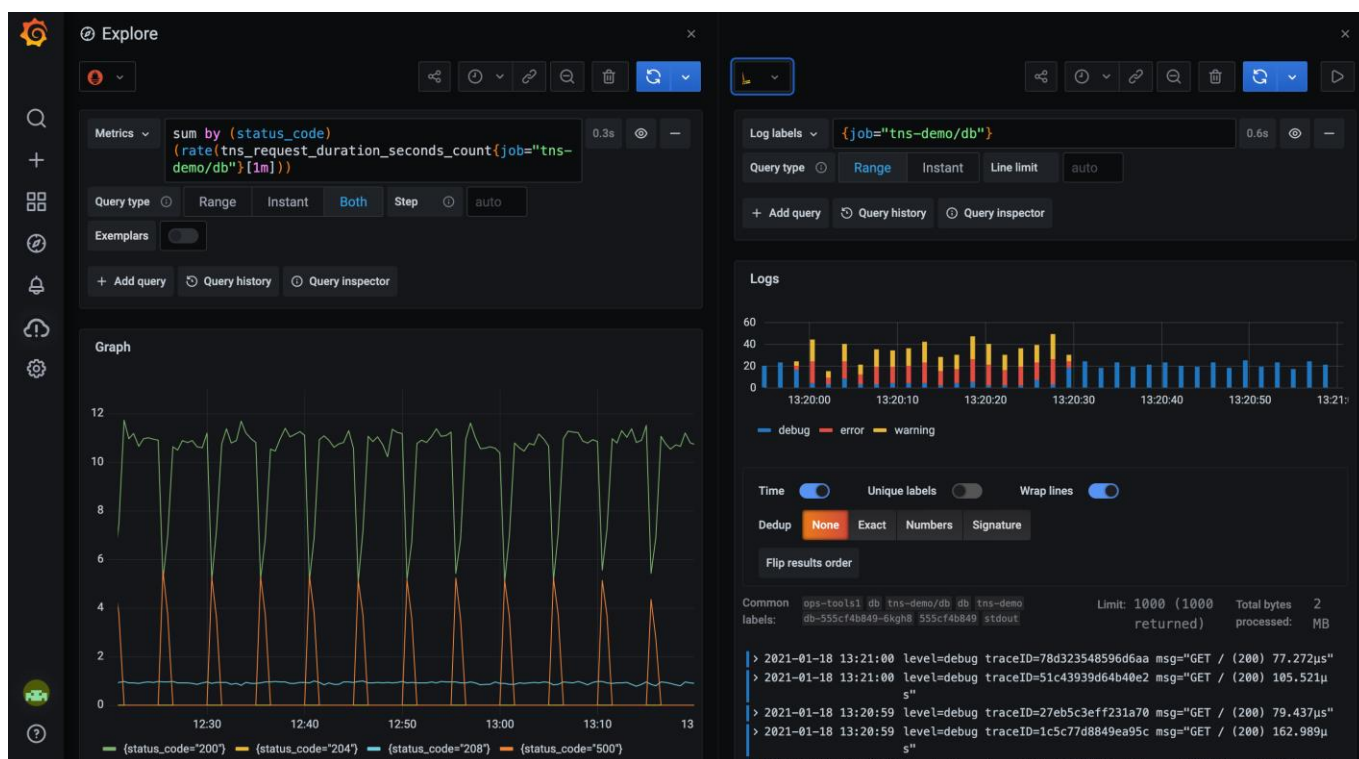 Explore
Metrics
sum by (status_code)
(rate(tns_request_duration_seconds_count{job="tns-
demo/db"}[1m]))
0.3s
Query type Range Instant Both Step auto
Exemplars
+ Add query Query history Query inspector
Graph
12
10
8
6
4
2
0
12:30 12:40 12:50 13:00 13:10 13
{status_code="200"} {status_code="204"} {status_code="208"} {status_code="500"}
Log labels {job="tns-demo/db"} 0.6s
Query type Range Instant Line limit auto
+ Add query Query history Query inspector
Logs
60
40
20
0
13:20:00 13:20:10 13:20:20 13:20:30 13:20:40 13:20:50 13:21:
debug error warning
Time Unique labels Wrap lines
Dedup None Exact Numbers Signature
Flip results order
Common ops-tools1 db tns-demo/db db tns-demo Limit: 1000 (1000 Total bytes 2
labels: db-555cf4b849-6kgh8 555cf4b849 stdout returned) processed: MB
> 2021-01-18 13:21:00 level=debug traceID=78d323548596d6aa msg="GET / (200) 77.272µs"
> 2021-01-18 13:21:00 level=debug traceID=51c43939d64b40e2 msg="GET / (200) 105.521µ
s"
> 2021-01-18 13:20:59 level=debug traceID=27eb5c3eff231a70 msg="GET / (200) 79.437µs"
> 2021-01-18 13:20:59 level=debug traceID=1c5c77d8849ea95c msg="GET / (200) 162.989µ
s"